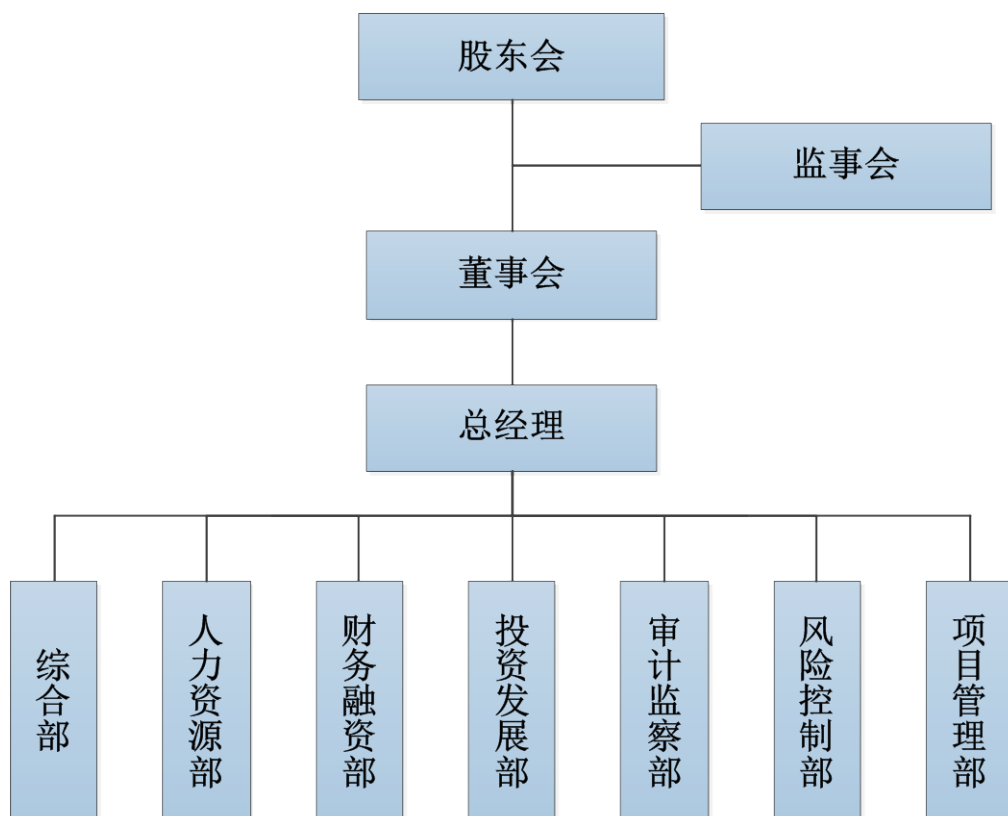 股东会
监事会
董事会
总经理
综合部
人力资源部
财务融资部
投资发展部
审计监察部
风险控制部
项目管理部